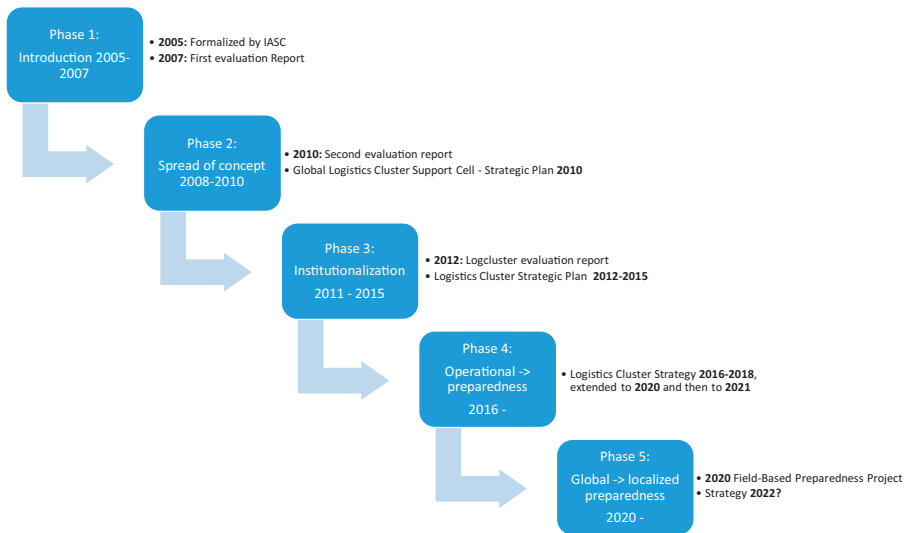 Phase 1:
Introduction 2005-
2007
• 2005: Formalized by IASC
• 2007: First evaluation Report
Phase 2:
Spread of concept
2008-2010
• 2010: Second evaluation report
• Global Logistics Cluster Support Cell - Strategic Plan 2010
Phase 3:
Institutionalization
2011 - 2015
• 2012: Logcluster evaluation report
• Logistics Cluster Strategic Plan 2012-2015
Phase 4:
Operational ->
preparedness
2016 -
• Logistics Cluster Strategy 2016-2018,
extended to 2020 and then to 2021
Phase 5:
Global -> localized
preparedness
2020 -
• 2020 Field-Based Preparedness Project
• Strategy 2022?